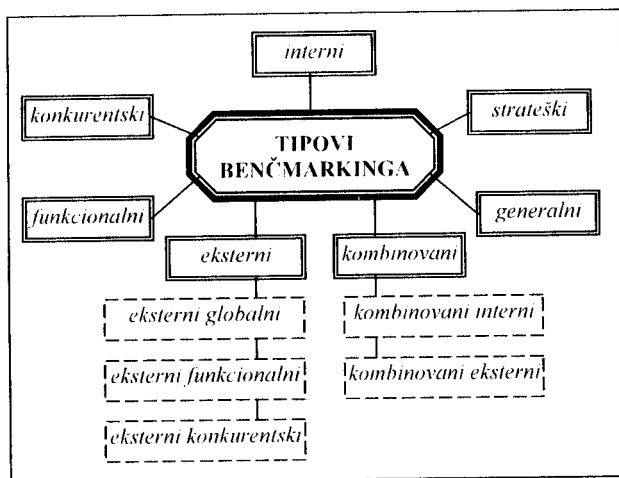 interni
konkurentski
strateški
TIPOVI
BENČMARKINGA
funkcionalni
generalni
eksterni
kombinovani
eksterni globalni
kombinovani interni
eksterni funkcionalni
kombinovani eksterni
eksterni konkurentski